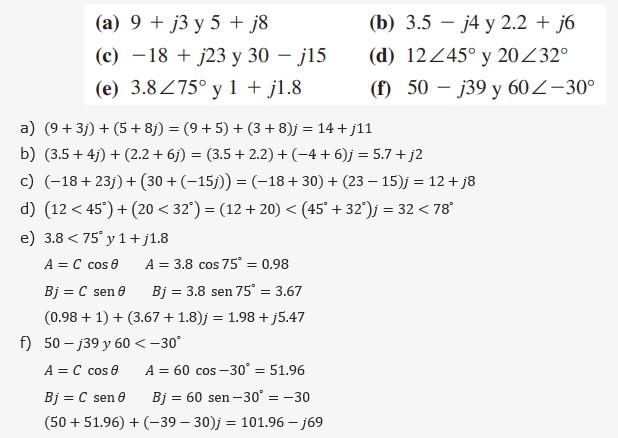 (a) 9 + j3 y 5 + j8 (b) 3.5 − j4 y 2.2 + j6
(c) −18 + j23 y 30 − j15 (d) 12∠45° y 20∠32°
(e) 3.8∠75° y 1 + j1.8 (f) 50 − j39 y 60∠−30°
a) (9 + 3j) + (5 + 8j) = (9 + 5) + (3 + 8)j = 14 + j11
b) (3.5 + 4j) + (2.2 + 6j) = (3.5 + 2.2) + (−4 + 6)j = 5.7 + j2
c) (−18 + 23j) + (30 + (−15j)) = (−18 + 30) + (23 − 15)j = 12 + j8
d) (12 < 45°) + (20 < 32°) = (12 + 20) < (45° + 32°)j = 32 < 78°
e) 3.8 < 75° y 1 + j1.8
A = C cos θ A = 3.8 cos 75° = 0.98
Bj = C sen θ Bj = 3.8 sen 75° = 3.67
(0.98 + 1) + (3.67 + 1.8)j = 1.98 + j5.47
f) 50 − j39 y 60 < −30°
A = C cos θ A = 60 cos −30° = 51.96
Bj = C sen θ Bj = 60 sen −30° = −30
(50 + 51.96) + (−39 − 30)j = 101.96 − j69